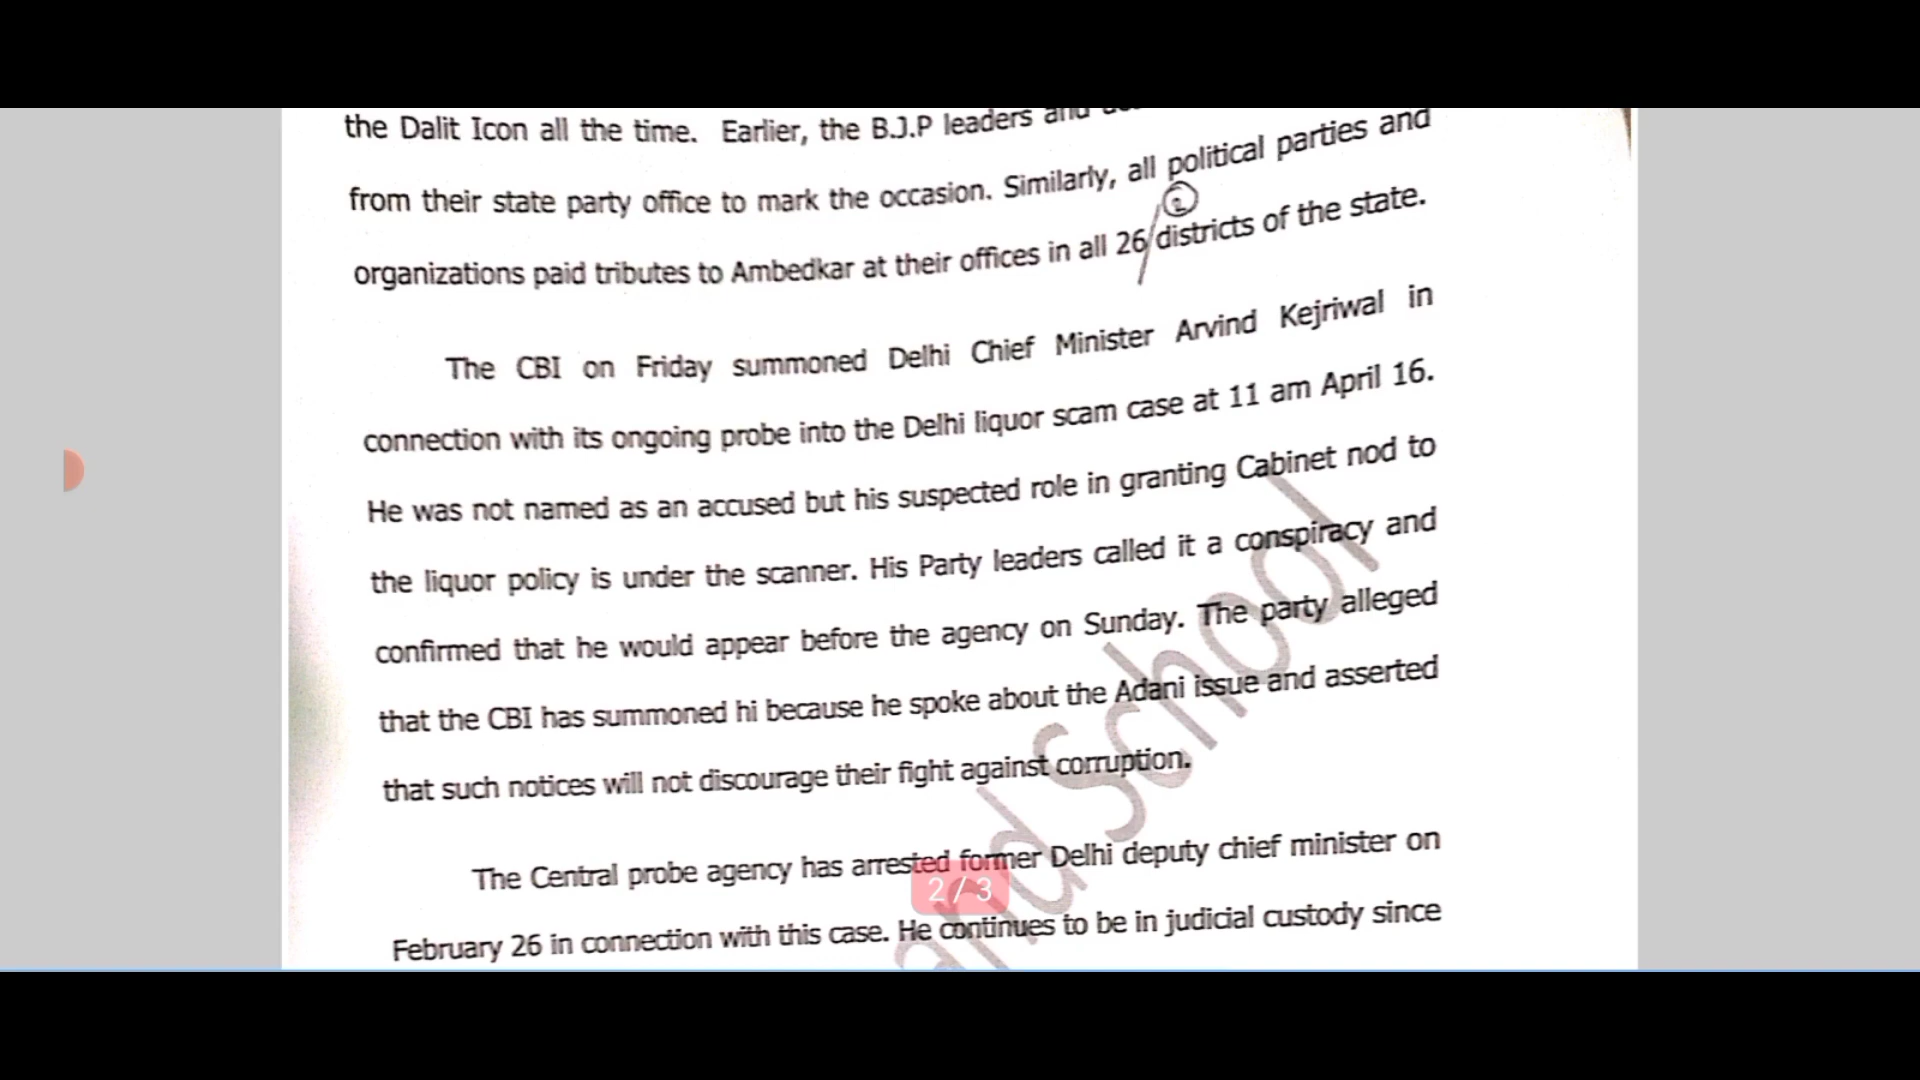 the Dalit Icon all the time. Earlier, the B.J.P leaders and
from their state party office to mark the occasion. Similarly, all political parties and
2
organizations paid tributes to Ambedkar at their offices in all 26/districts of the state.
The CBI on Friday summoned Delhi Chief Minister Arvind Kejriwal in
connection with its ongoing probe into the Delhi liquor scam case at 11 am April 16.
He was not named as an accused but his suspected role in granting Cabinet nod to
the liquor policy is under the scanner. His Party leaders called it a conspiracy and
confirmed that he would appear before the agency on Sunday. The party alleged
that the CBI has summoned hi because he spoke about the Adani issue and asserted
that such notices will not discourage their fight against corruption.
The Central probe agency has arrested former Delhi deputy chief minister on
2 / 3
February 26 in connection with this case. He continues to be in judicial custody since
and School